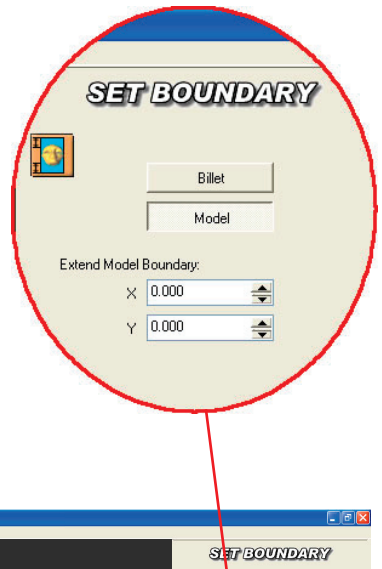 SET BOUNDARY
Billet
Model
Extend Model Boundary:
X 0.000
Y 0.000
SET BOUNDARY